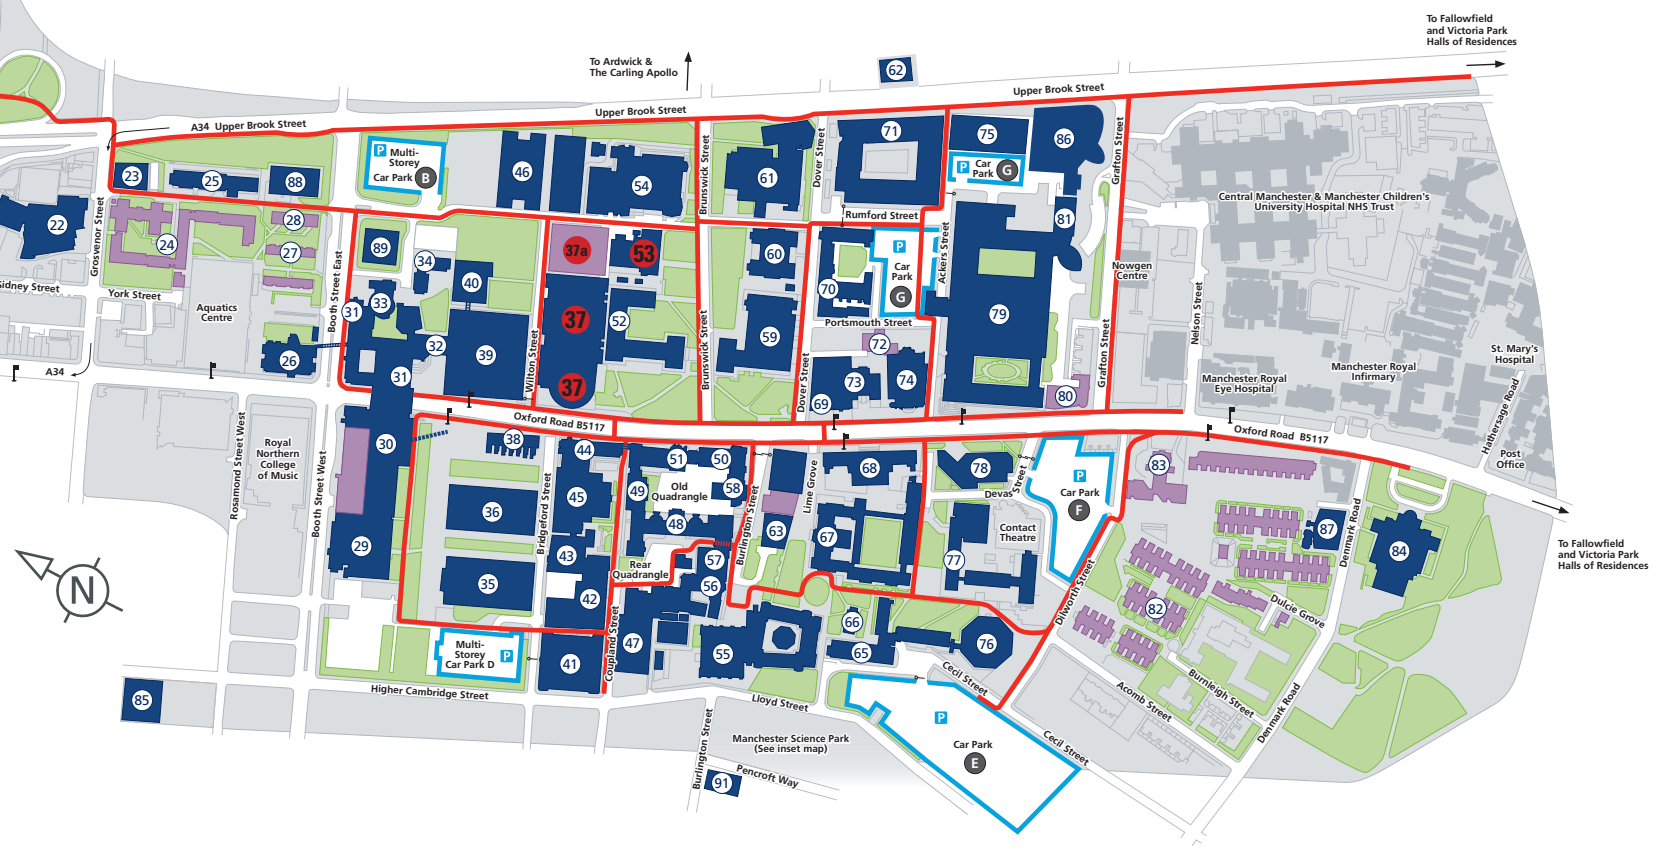 To Fallowfield
and Victoria Park
Halls of Residences
To Ardwick &
The Carling Apollo
62
Upper Brook Street
Upper Brook Street
A34 Upper Brook Street
P
Multi-
Storey
Car Park B
46
54
Brunswick Street
61
Dover Street
71
75
P
Car
Park G
86
Grafton Street
23
25
88
22
Grosvenor Street
24
28
27
Central Manchester & Manchester Children's
University Hospital NHS Trust
Rumford Street
81
89
34
37a
53
60
P
Car
Park
G
Ackers Street
Nowgen
Centre
Sidney Street
York Street
Aquatics
Centre
Booth Street East
31
33
40
70
79
Nelson Street
37
52
Portsmouth Street
59
72
26
32
39
Wilton Street
Brunswick Street
Dover Street
Grafton Street
St. Mary's
Hospital
A34
31
37
73
74
69
80
Manchester Royal
Eye Hospital
Manchester Royal
Infirmary
Hathersage Road
Oxford Road B5117
Oxford Road B5117
Post
Office
Rosamond Street West
Royal
Northern
College
of Music
Booth Street West
30
38
44
51
50
68
78
83
49
Old
Quadrangle
58
Lime Grove
Devas
Street
P
Car Park
F
36
Bridgeford Street
45
48
Burlington Street
63
67
Contact
Theatre
87
Denmark Road
84
To Fallowfield
and Victoria Park
Halls of Residences
29
43
Rear
Quadrangle
57
77
N
35
42
56
Dilworth Street
82
Dulcie Grove
66
Multi-
Storey
Car Park D
P
41
Coupland Street
47
55
65
76
Higher Cambridge Street
85
Lloyd Street
Cecil Street
Acomb Street
Burnleigh Street
Denmark Road
P
Car Park
E
Cecil Street
Manchester Science Park
(See inset map)
Burlington Street
Pencroft Way
91